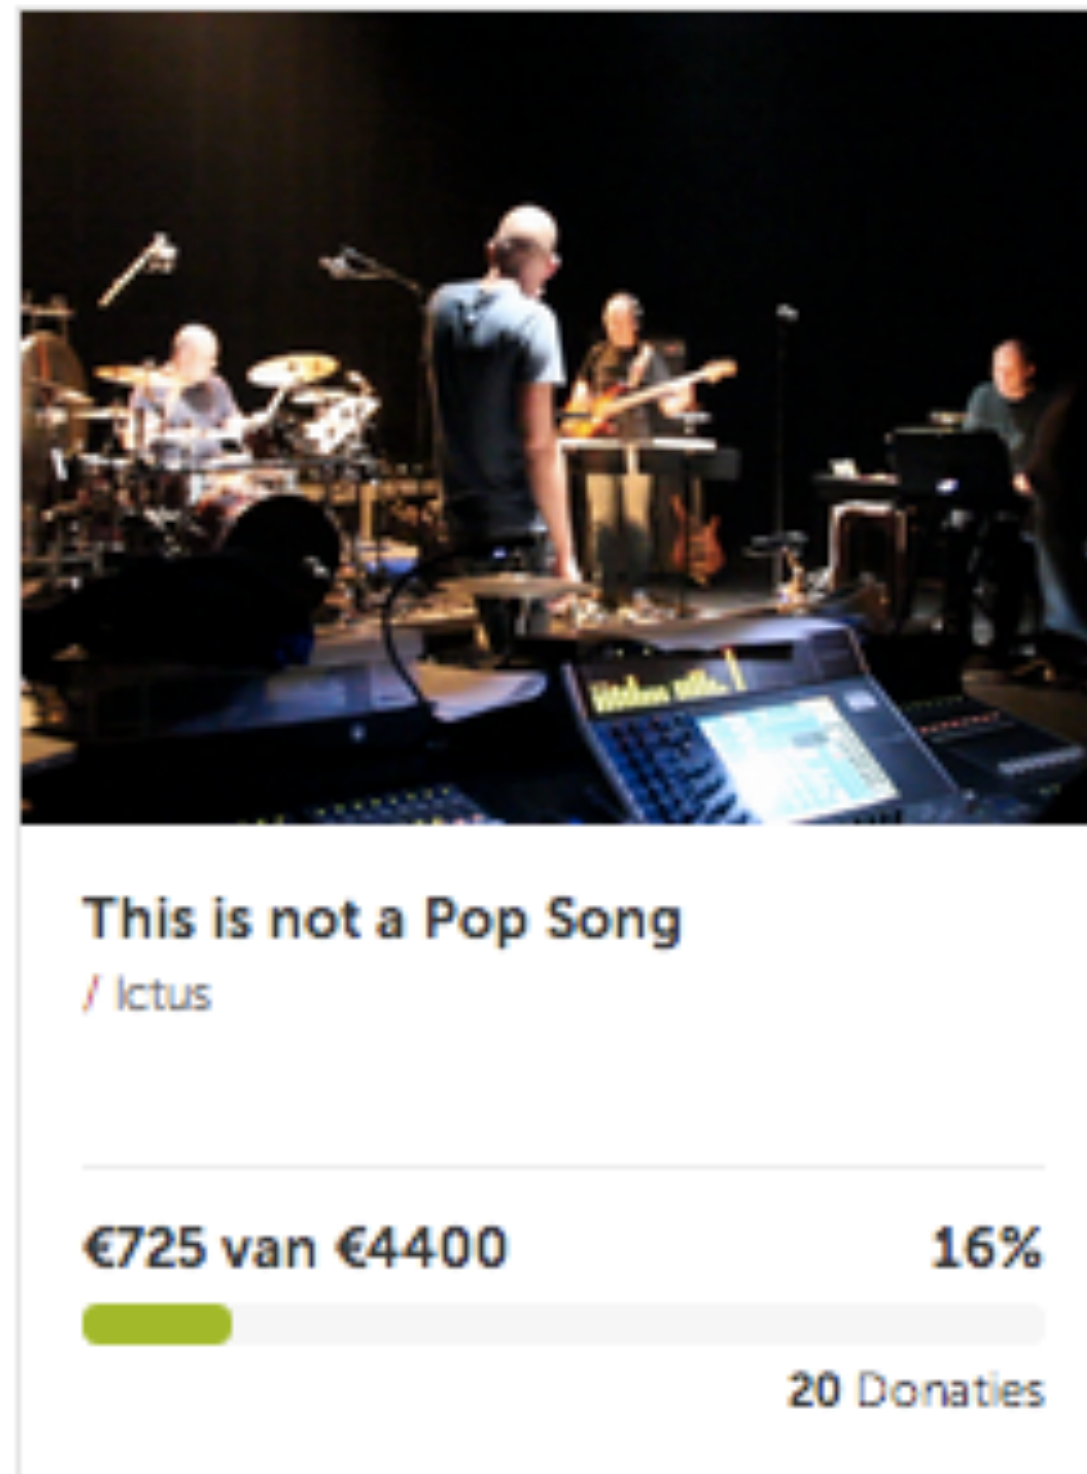 This is not a Pop Song
/ Ictus
€725 van €4400
16%
20 Donaties